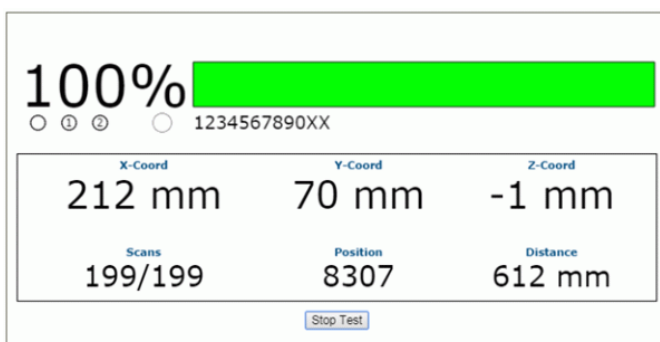 100%
① ② 1234567890XX
X-Coord Y-Coord Z-Coord
212 mm 70 mm -1 mm
Scans Position Distance
199/199 8307 612 mm
Stop Test